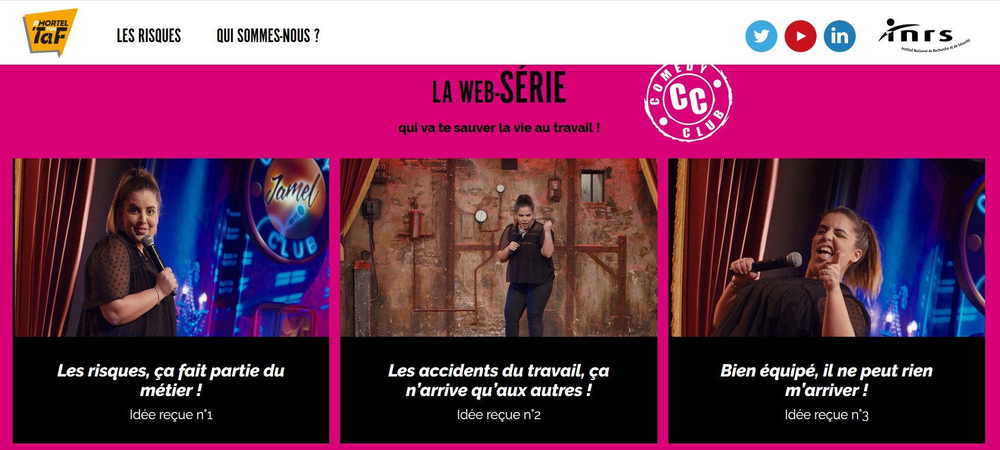 #MORTEL
TON
TaF
LES RISQUES
QUI SOMMES-NOUS ?
in
inrs
Institut National de Recherche et de Sécurité
LA WEB-SÉRIE
COMEDY
CC
CLUB
qui va te sauver la vie au travail !
Jamel
CLUB
Les risques, ça fait partie du
métier !
Idée reçue n°1
Les accidents du travail, ça
n’arrive qu’aux autres !
Idée reçue n°2
Bien équipé, il ne peut rien
m’arriver !
Idée reçue n°3